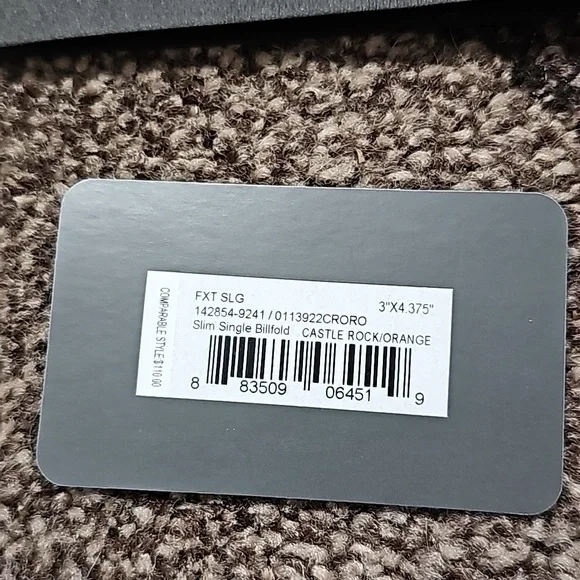 FXT SLG
3"X4.375"
142854-9241 / 0113922CRORO
Slim Single Billfold CASTLE ROCK/ORANGE
8 83509 06451 9
COMPARABLE STYLE $110.00